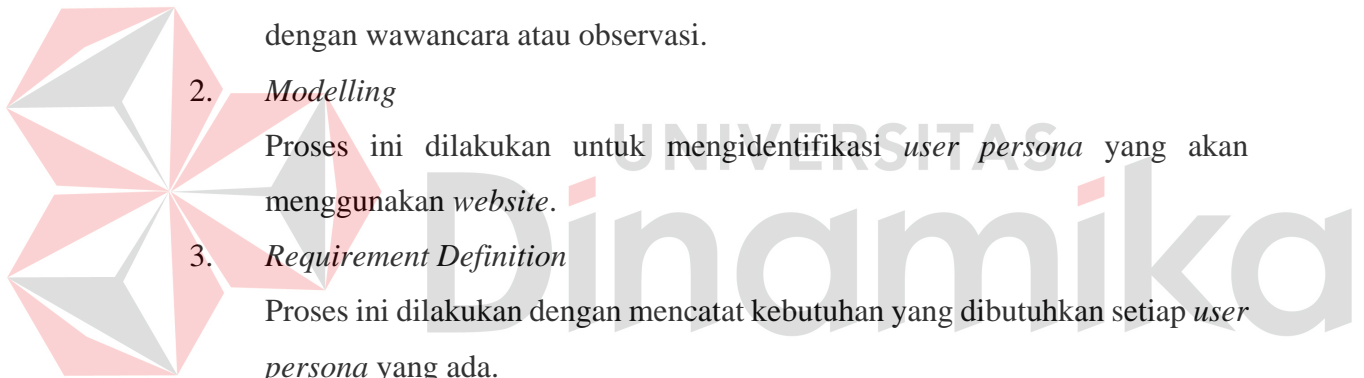 dengan wawancara atau observasi.
2. Modelling
Proses ini dilakukan untuk mengidentifikasi user persona yang akan
menggunakan website.
3. Requirement Definition
Proses ini dilakukan dengan mencatat kebutuhan yang dibutuhkan setiap user
persona yang ada.
UNIVERSITAS
Dinamika